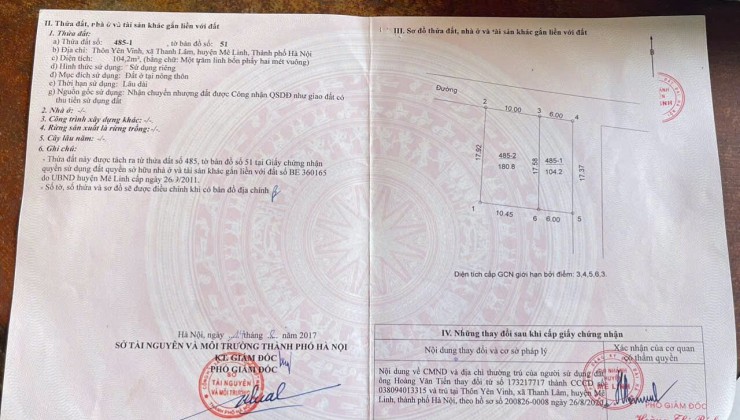 II. Thửa đất, nhà ở và tài sản khác gắn liền với đất
1. Thửa đất:
a) Thửa đất số: 485-1 , tờ bản đồ số: 51
b) Địa chỉ: Thôn Yên Vinh, xã Thanh Lâm, huyện Mê Linh, Thành phố Hà Nội
c) Diện tích: 104,2m², (bằng chữ: Một trăm linh bốn phẩy hai mét vuông)
d) Hình thức sử dụng: Sử dụng riêng
đ) Mục đích sử dụng: Đất ở tại nông thôn
e) Thời hạn sử dụng: Lâu dài
g) Nguồn gốc sử dụng: Nhận chuyển nhượng đất được Công nhận QSDĐ như giao đất có
thu tiền sử dụng đất
2. Nhà ở: -/-
3. Công trình xây dựng khác: -/-
4. Rừng sản xuất là rừng trồng: -/-
5. Cây lâu năm: -/-
6. Ghi chú:
- Thửa đất này được tách ra từ thửa đất số 485, tờ bản đồ số 51 tại Giấy chứng nhận
quyền sử dụng đất quyền sở hữu nhà ở và tài sản khác gắn liền với đất số BE 360165
do UBND huyện Mê Linh cấp ngày 26/3/2011.
- Số tờ, số thửa và sơ đồ sẽ được điều chỉnh khi có bản đồ địa chính
Hà Nội, ngày tháng năm 2017
SỞ TÀI NGUYÊN VÀ MÔI TRƯỜNG THÀNH PHỐ HÀ NỘI
KT. GIÁM ĐỐC
PHÓ GIÁM ĐỐC
SỞ
TÀI NGUYÊN
VÀ MÔI TRƯỜNG
III. Sơ đồ thửa đất, nhà ở và tài sản khác gắn liền với đất
B
Đường
2 10.00 3 6.00 4
17.92 485-2 180.8 17.58 485-1 104.2 17.37
1 10.45 6 6.00 5
Diện tích cấp GCN giới hạn bởi điểm: 3,4,5,6,3.
IV. Những thay đổi sau khi cấp giấy chứng nhận
Nội dung thay đổi và cơ sở pháp lý
Xác nhận của cơ quan
có thẩm quyền
Nội dung về CMND và địa chỉ thường trú của người sử dụng đất
ông Hoàng Văn Tiến thay đổi từ số 173217717 thành CCCD
038094013315 và trú tại Thôn Yên Vinh, xã Thanh Lâm, huyện Mê
Linh, thành phố Hà Nội, theo hồ sơ số 200826-0008 ngày 26/8/2020
PHÓ GIÁM ĐỐC